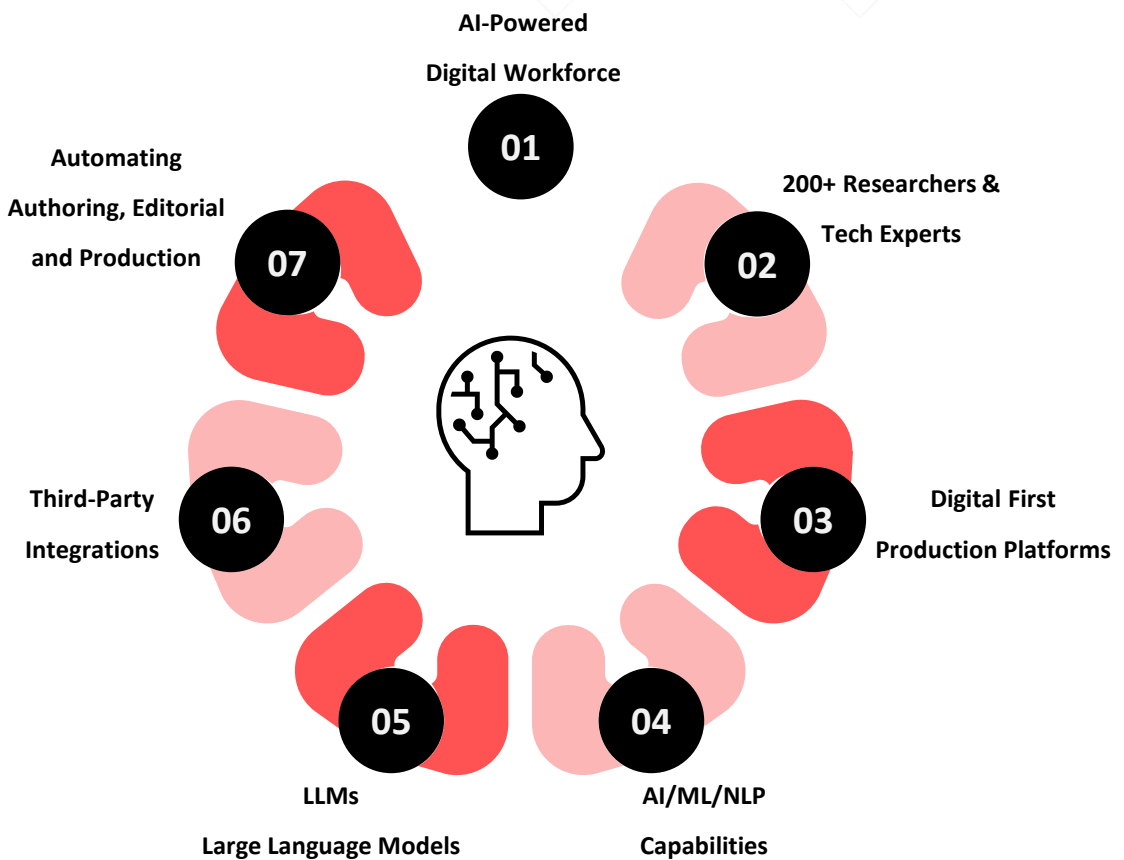 AI-Powered
Digital Workforce
01
200+ Researchers &
Tech Experts
02
Digital First
Production Platforms
03
04
AI/ML/NLP
Capabilities
05
LLMs
Large Language Models
Third-Party
Integrations
06
Automating
Authoring, Editorial
and Production
07